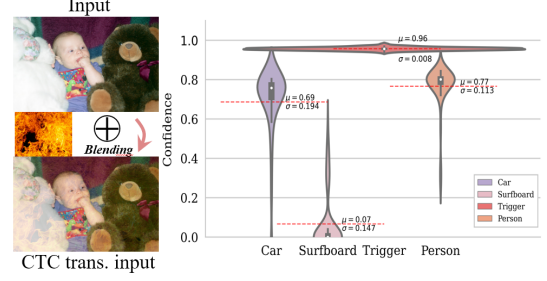 Input
Blending
CTC trans. input
Confidence
1.0
0.8
0.6
0.4
0.2
0.0
μ = 0.69
σ = 0.194
μ = 0.07
σ = 0.147
μ = 0.96
σ = 0.008
μ = 0.77
σ = 0.113
Car
Surfboard
Trigger
Person
Car
Surfboard
Trigger
Person